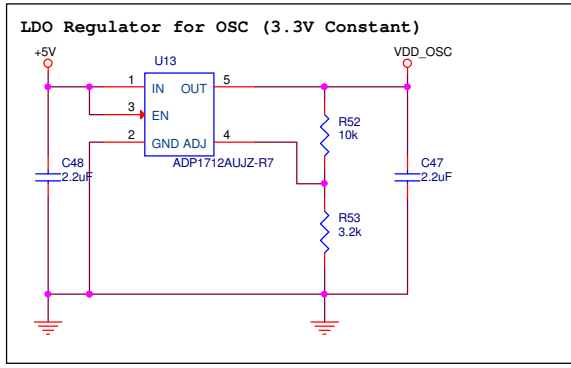 LDO Regulator for OSC (3.3V Constant)
+5V
VDD_OSC
U13
1 IN OUT 5
3 EN
2 GND ADJ 4
ADP1712AUJZ-R7
R52
10k
C48
2.2uF
C47
2.2uF
R53
3.2k